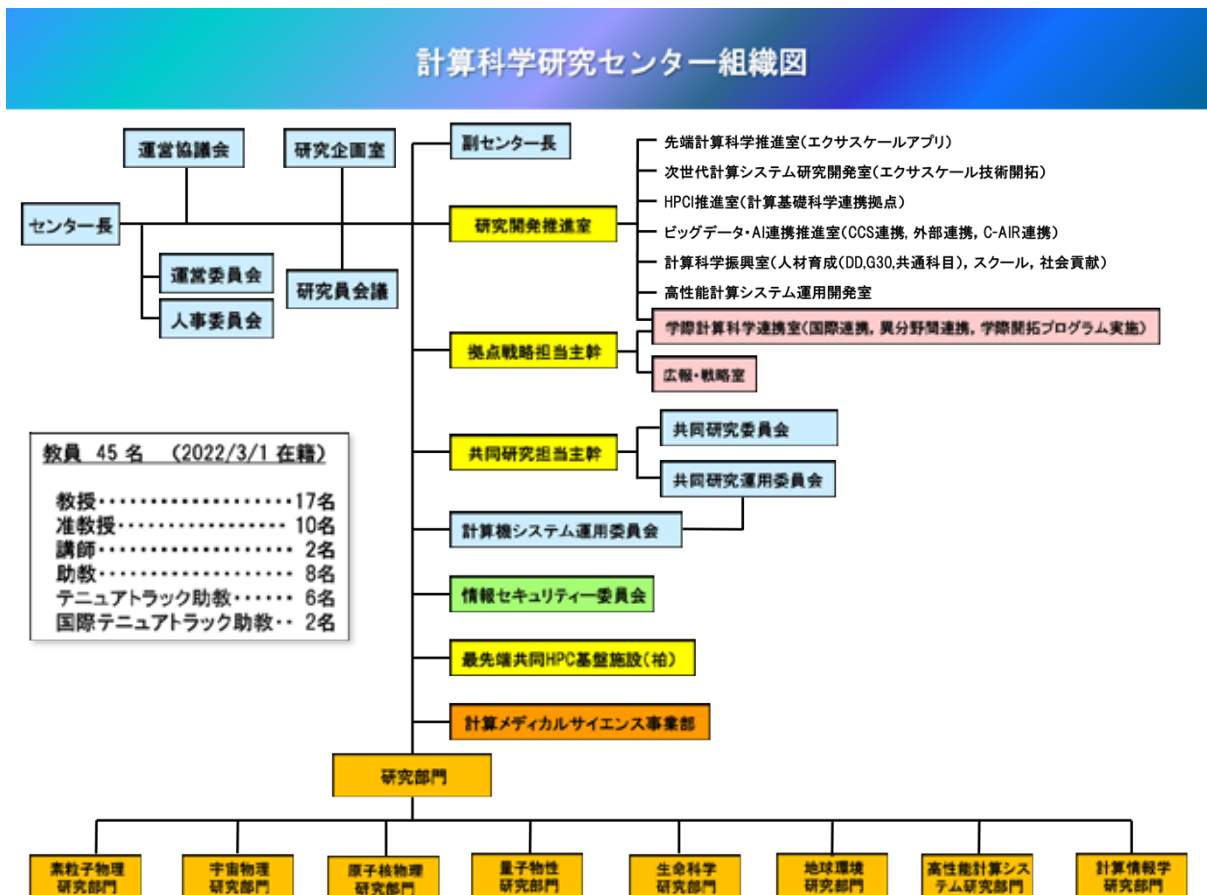 計算科学研究センター組織図
運営協議会
研究企画室
副センター長
センター長
運営委員会
人事委員会
研究員会議
研究開発推進室
先端計算科学推進室(エクサスケールアプリ)
次世代計算システム研究開発室(エクサスケール技術開拓)
HPCI推進室(計算基礎科学連携拠点)
ビッグデータ・AI連携推進室(CCS連携, 外部連携, C-AIR連携)
計算科学振興室(人材育成(DD,G30,共通科目), スクール, 社会貢献)
高性能計算システム運用開発室
学際計算科学連携室(国際連携, 異分野間連携, 学際開拓プログラム実施)
拠点戦略担当主幹
広報・戦略室
共同研究担当主幹
共同研究委員会
共同研究運用委員会
計算機システム運用委員会
情報セキュリティー委員会
最先端共同HPC基盤施設(柏)
計算メディカルサイエンス事業部
教員 45 名 (2022/3/1 在籍)
教授・・・・・・・・・・・・・・・・・・・17名
准教授・・・・・・・・・・・・・・・・ 10名
講師・・・・・・・・・・・・・・・・・・・ 2名
助教・・・・・・・・・・・・・・・・・・・ 8名
テニュアトラック助教・・・・・・ 6名
国際テニュアトラック助教・・ 2名
研究部門
素粒子物理
研究部門
宇宙物理
研究部門
原子核物理
研究部門
量子物性
研究部門
生命科学
研究部門
地球環境
研究部門
高性能計算シス
テム研究部門
計算情報学
研究部門